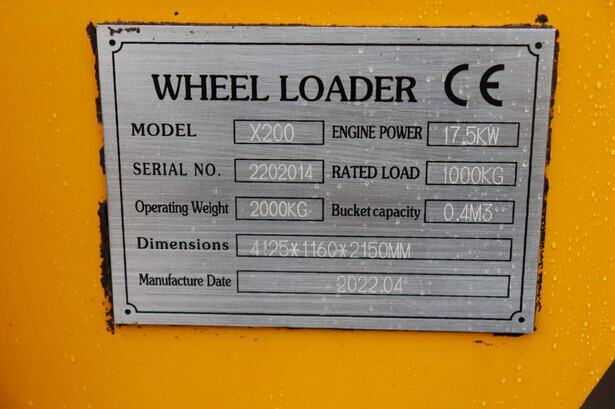 WHEEL LOADER CE
MODEL X200 ENGINE POWER 17.5KW
SERIAL NO. 2202014 RATED LOAD 1000KG
Operating Weight 2000KG Bucket capacity 0.4M3
Dimensions 4125*1160*2150MM
Manufacture Date 2022.04